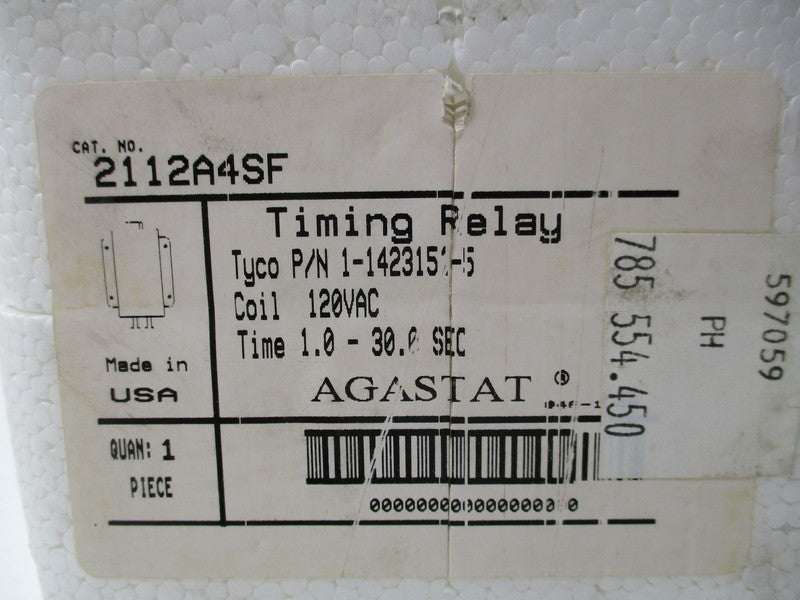 CAT. NO.
2112A4SF
Timing Relay
Tyco P/N
Coil 120VAC
Time 1.0 - 30.0 SEC
Made in
USA
AGASTAT ®
QUAN: 1
PIECE
785 554.450
PH
597059